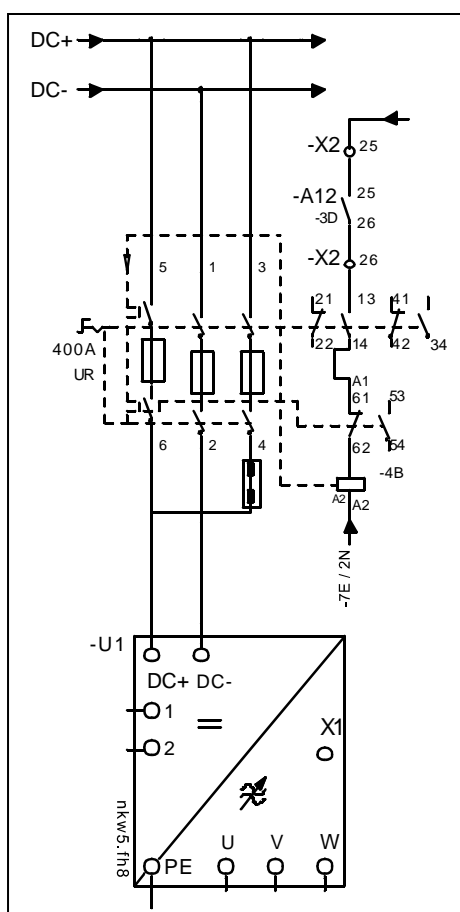 DC+
DC-
-X2 25
-A12 25
-3D 26
-X2 26
5 1 3
21 13 41
22 14 42 34
400A
UR
A1
61 53
62 54
6 2 4
-4B
A2 A2
-7E / 2N
-U1
DC+ DC-
1
=
2
X1
nkw5.fh8
PE U V W